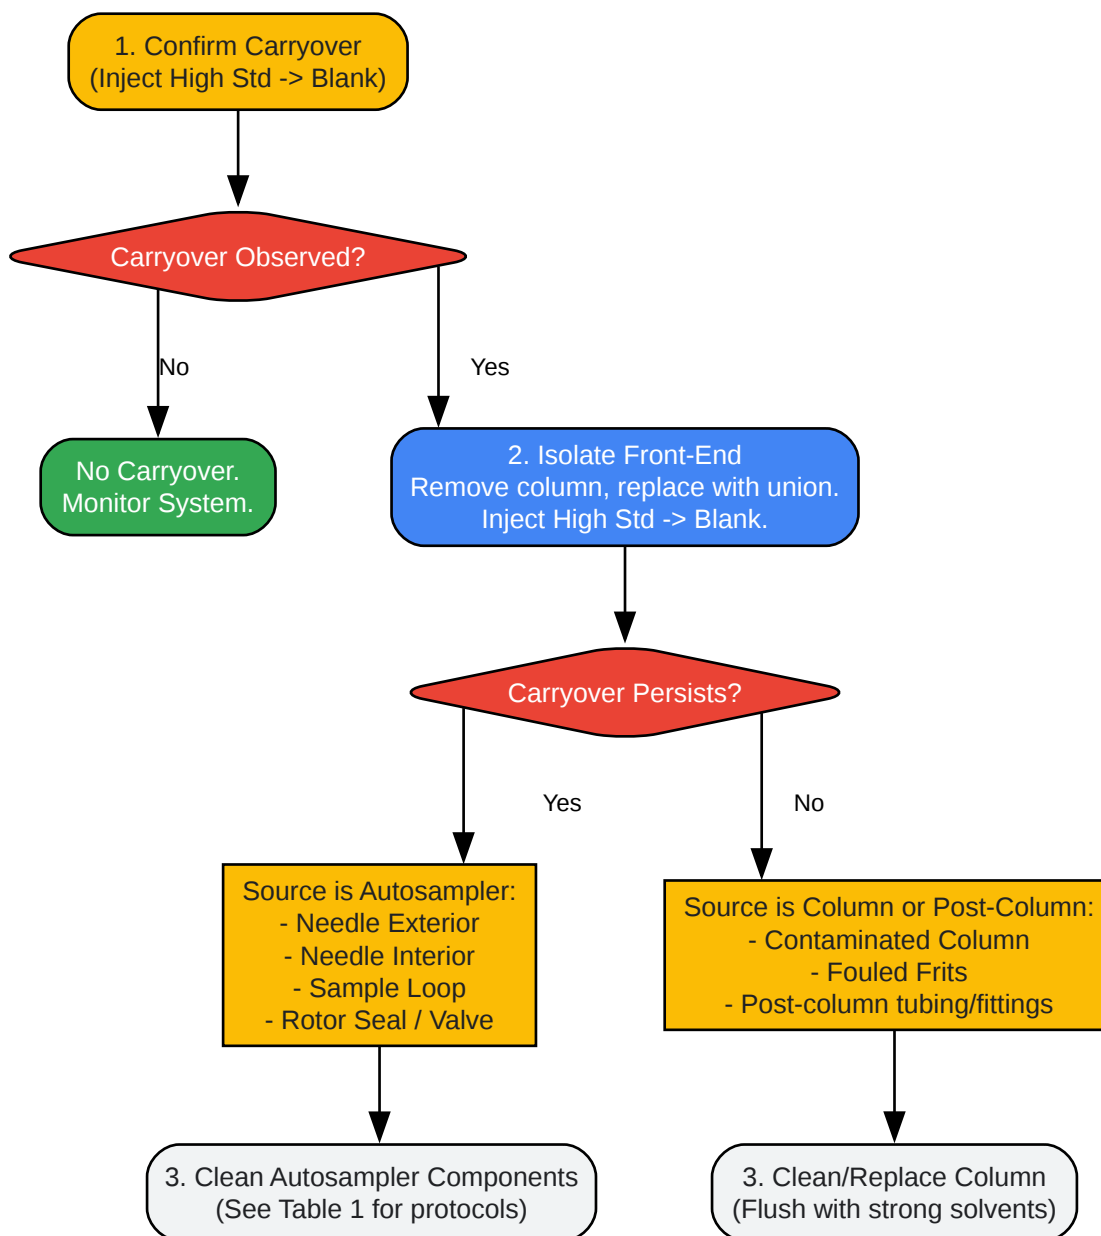 1. Confirm Carryover
(Inject High Std -> Blank)
Carryover Observed?
No
Yes
No Carryover.
Monitor System.
2. Isolate Front-End
Remove column, replace with union.
Inject High Std -> Blank.
Carryover Persists?
Yes
No
Source is Autosampler:
- Needle Exterior
- Needle Interior
- Sample Loop
- Rotor Seal / Valve
Source is Column or Post-Column:
- Contaminated Column
- Fouled Frits
- Post-column tubing/fittings
3. Clean Autosampler Components
(See Table 1 for protocols)
3. Clean/Replace Column
(Flush with strong solvents)